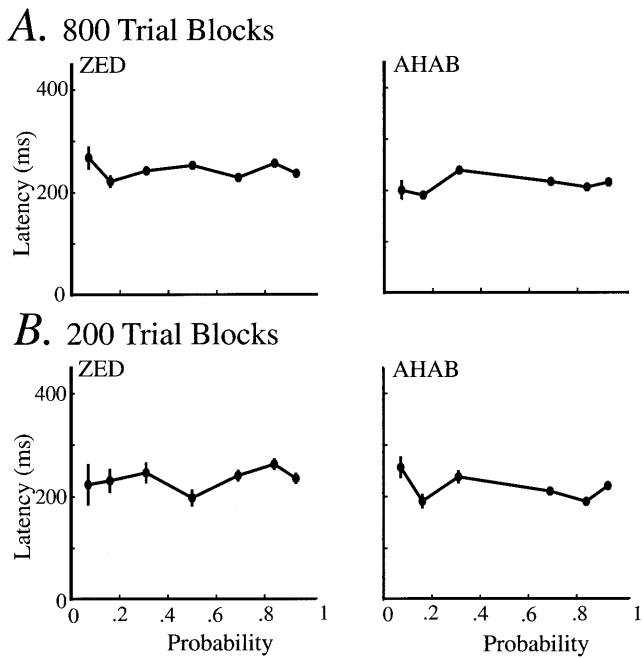 A. 800 Trial Blocks
ZED
AHAB
400
200
0
Latency (ms)
B. 200 Trial Blocks
ZED
AHAB
400
200
0
Latency (ms)
0 .2 .4 .6 .8 1
0 .2 .4 .6 .8 1
Probability
Probability